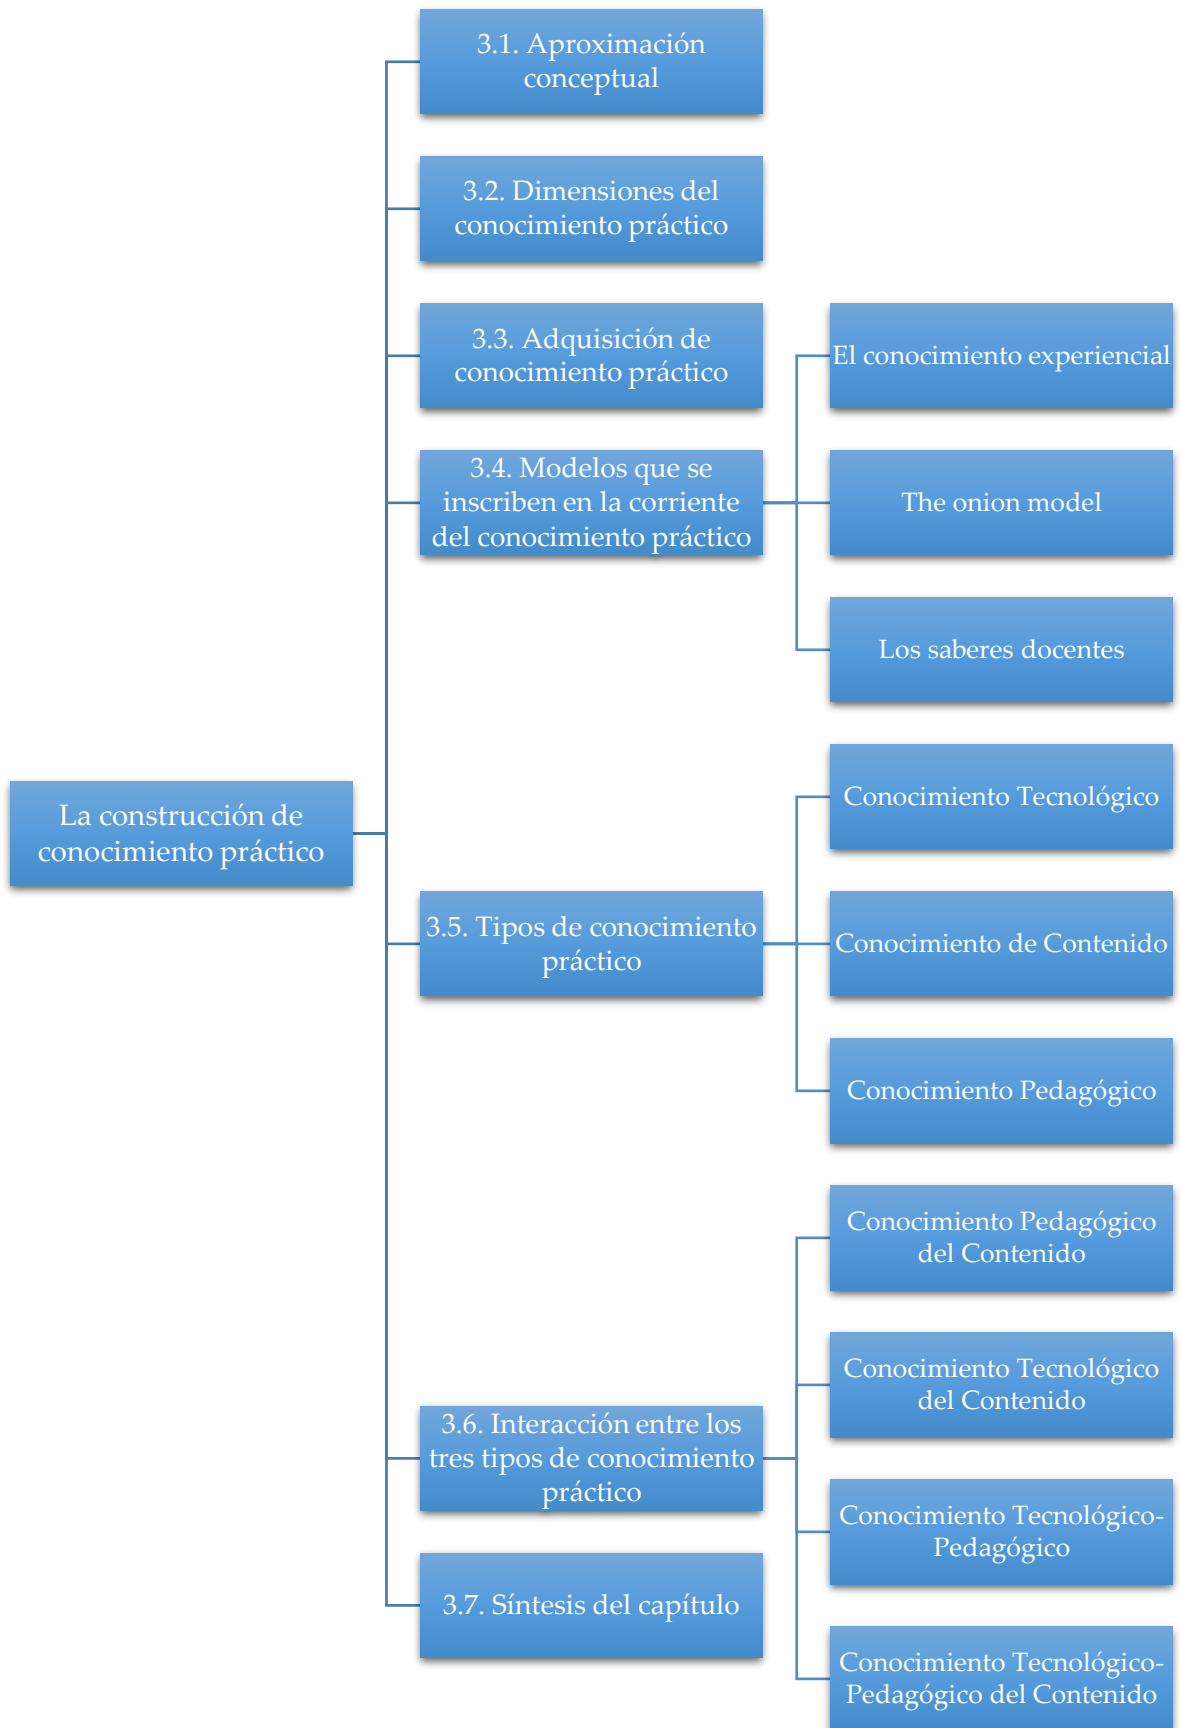 La construcción de
conocimiento práctico
3.1. Aproximación
conceptual
3.2. Dimensiones del
conocimiento práctico
3.3. Adquisición de
conocimiento práctico
3.4. Modelos que se
inscriben en la corriente
del conocimiento práctico
El conocimiento experiencial
The onion model
Los saberes docentes
3.5. Tipos de conocimiento
práctico
Conocimiento Tecnológico
Conocimiento de Contenido
Conocimiento Pedagógico
3.6. Interacción entre los
tres tipos de conocimiento
práctico
Conocimiento Pedagógico
del Contenido
Conocimiento Tecnológico
del Contenido
Conocimiento Tecnológico-
Pedagógico
Conocimiento Tecnológico-
Pedagógico del Contenido
3.7. Síntesis del capítulo